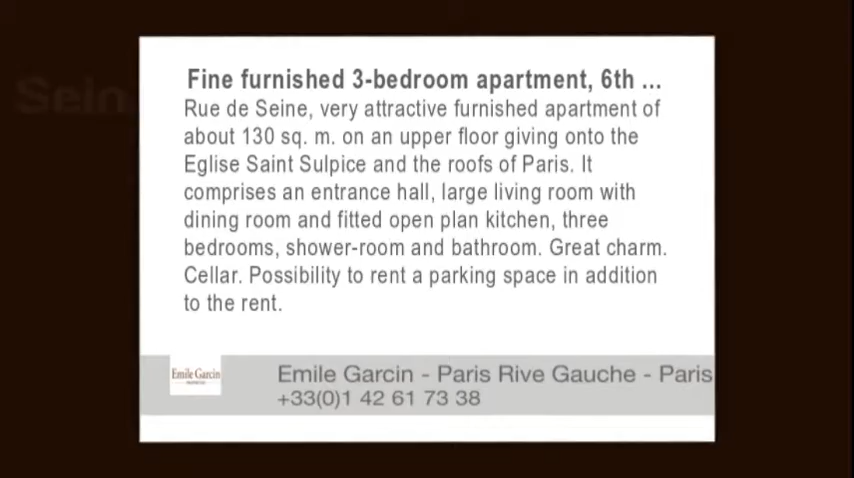 Sein
Fine furnished 3-bedroom apartment, 6th ...
Rue de Seine, very attractive furnished apartment of
about 130 sq. m. on an upper floor giving onto the
Eglise Saint Sulpice and the roofs of Paris. It
comprises an entrance hall, large living room with
dining room and fitted open plan kitchen, three
bedrooms, shower-room and bathroom. Great charm.
Cellar. Possibility to rent a parking space in addition
to the rent.
Emile Garcin
Emile Garcin - Paris Rive Gauche - Paris
+33(0)1 42 61 73 38